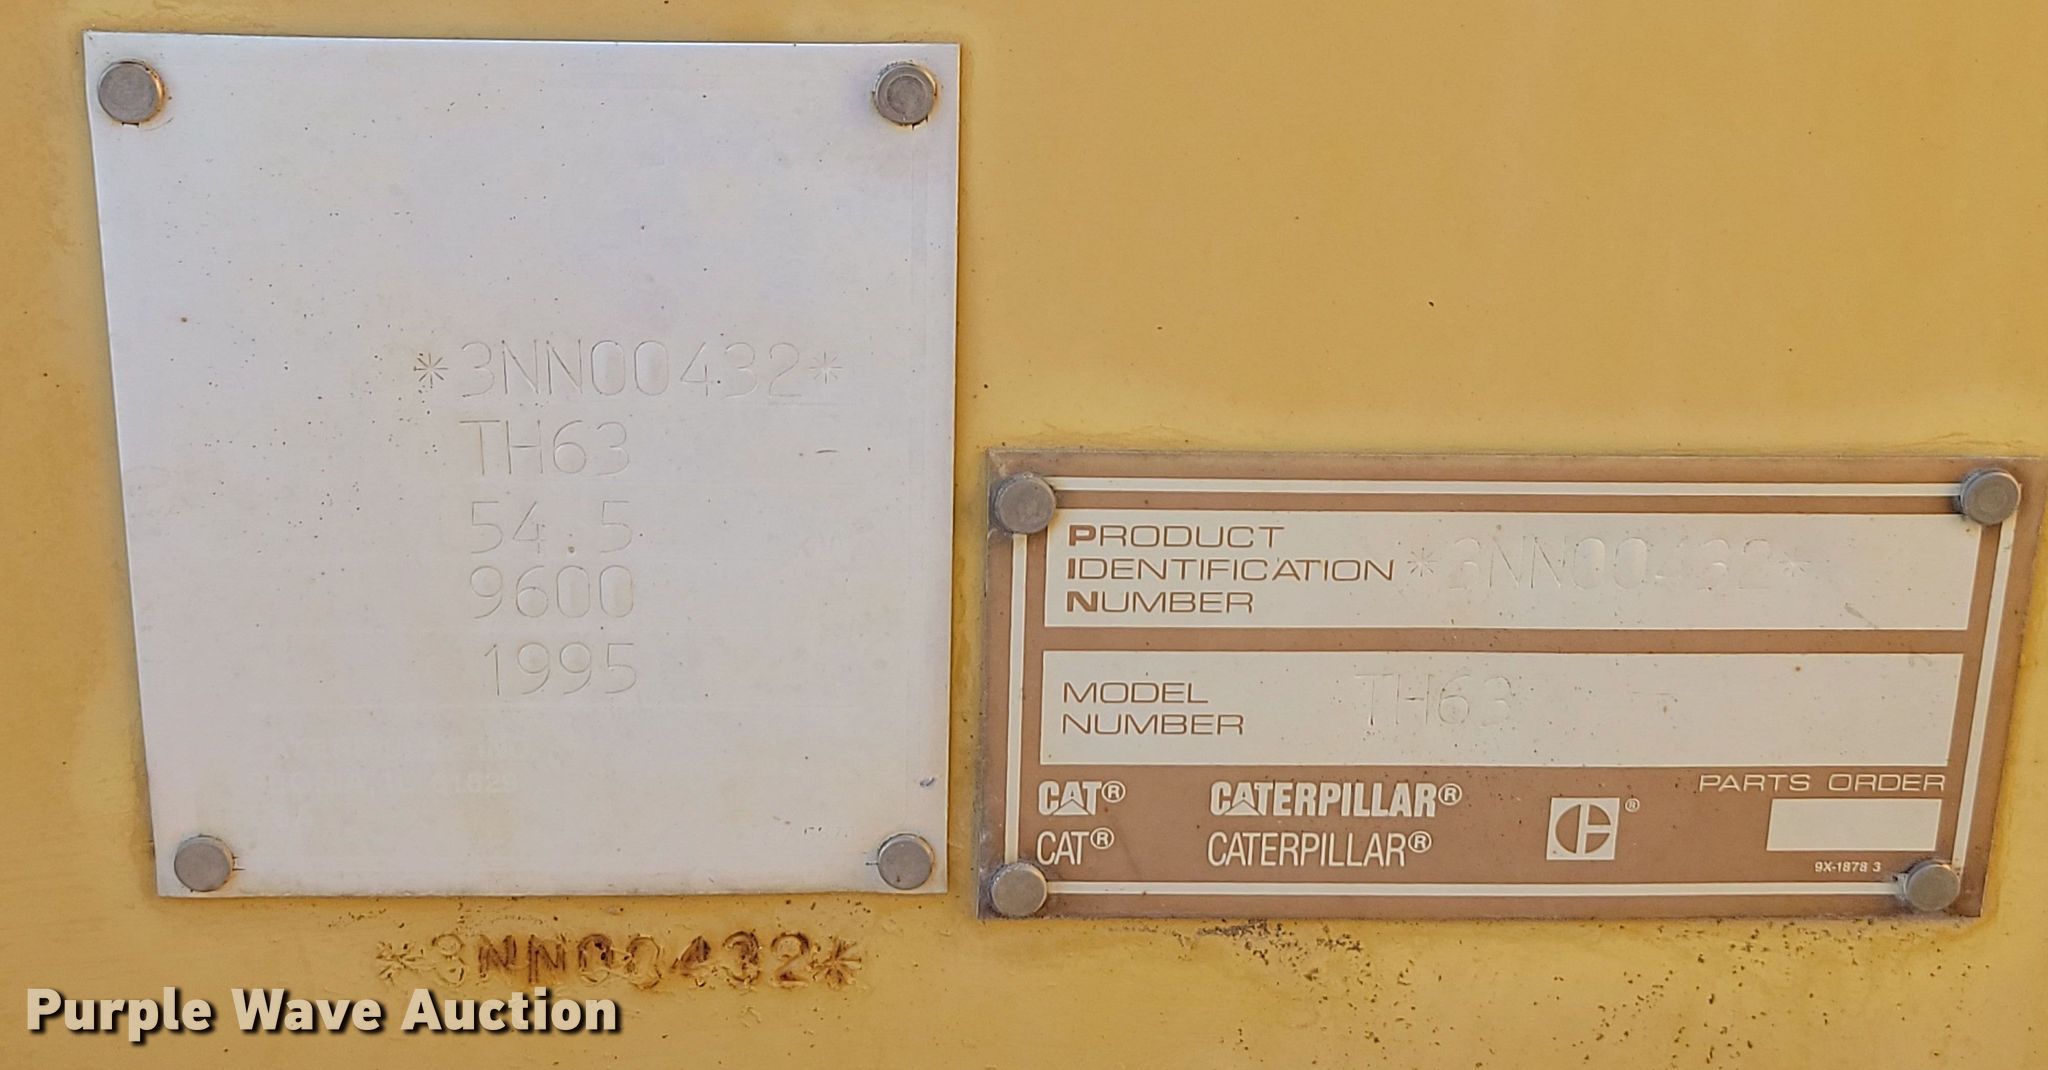 *3NN00432*
TH63
54.5
9600
1995
PRODUCT
IDENTIFICATION *3NN00432*
NUMBER
MODEL
NUMBER TH63
PARTS ORDER
CAT® CATERPILLAR® ®
CAT® CATERPILLAR®
9X-1878 3
*3NN00432*
Purple Wave Auction